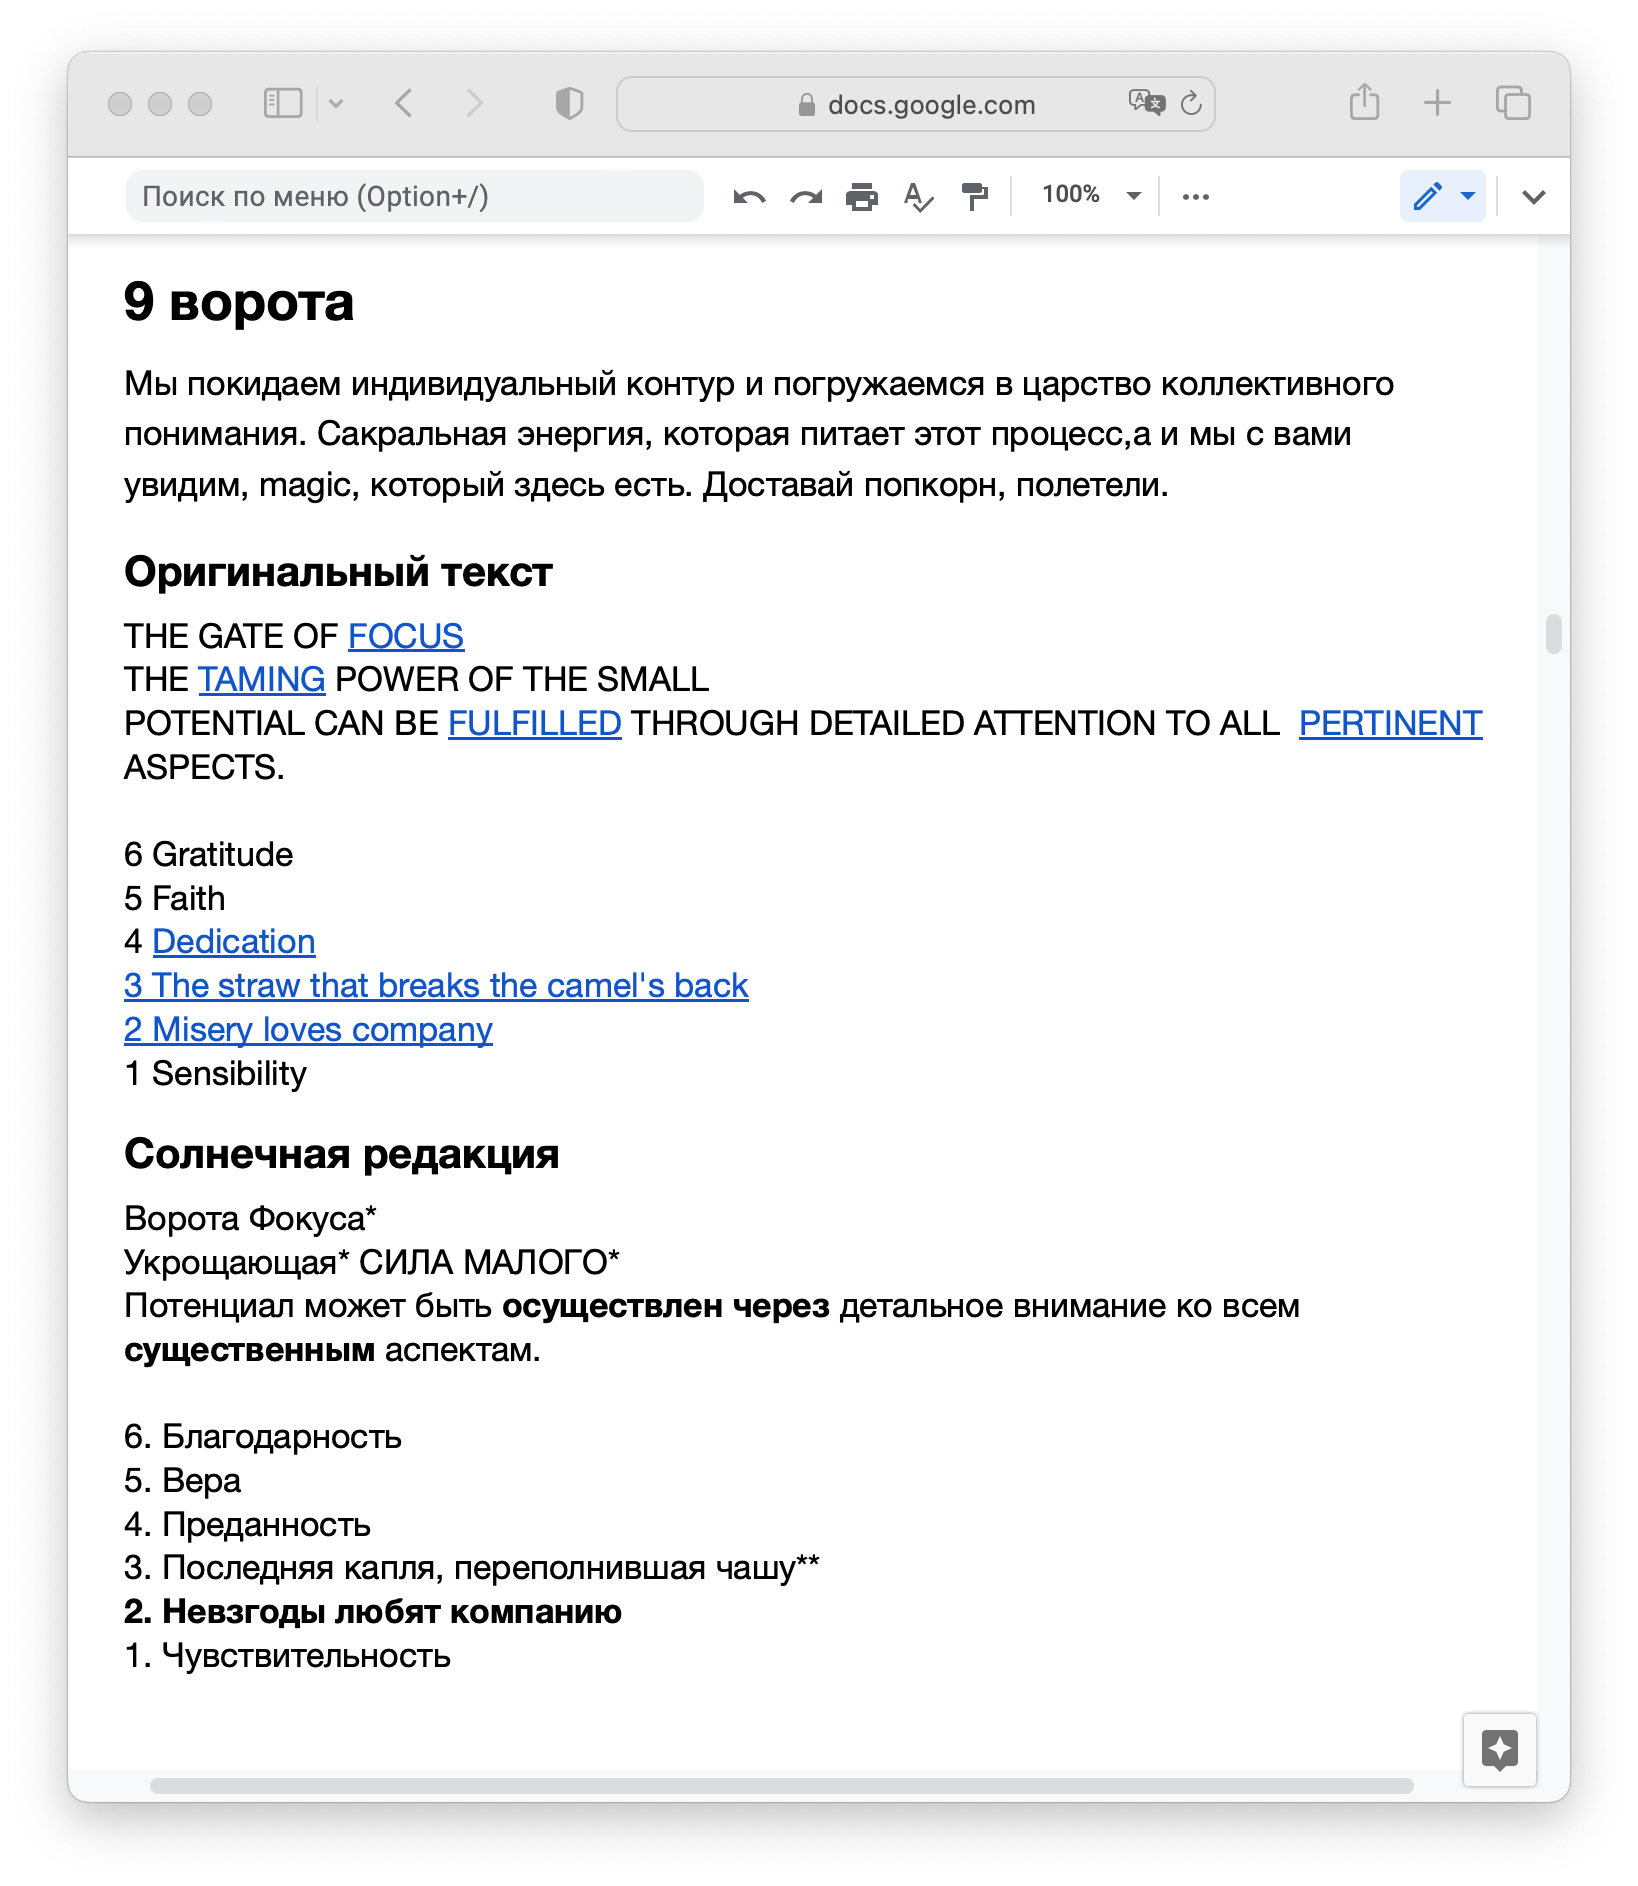 docs.google.com
Поиск по меню (Option+/)
100%
9 ворота
Мы покидаем индивидуальный контур и погружаемся в царство коллективного
понимания. Сакральная энергия, которая питает этот процесс,а и мы с вами
увидим, magic, который здесь есть. Доставай попкорн, полетели.
Оригинальный текст
THE GATE OF FOCUS
THE TAMING POWER OF THE SMALL
POTENTIAL CAN BE FULFILLED THROUGH DETAILED ATTENTION TO ALL  PERTINENT
ASPECTS.
6 Gratitude
5 Faith
4 Dedication
3 The straw that breaks the camel's back
2 Misery loves company
1 Sensibility
Солнечная редакция
Ворота Фокуса*
Укрощающая* СИЛА МАЛОГО*
Потенциал может быть осуществлен через детальное внимание ко всем
существенным аспектам.
6. Благодарность
5. Вера
4. Преданность
3. Последняя капля, переполнившая чашу**
2. Невзгоды любят компанию
1. Чувствительность